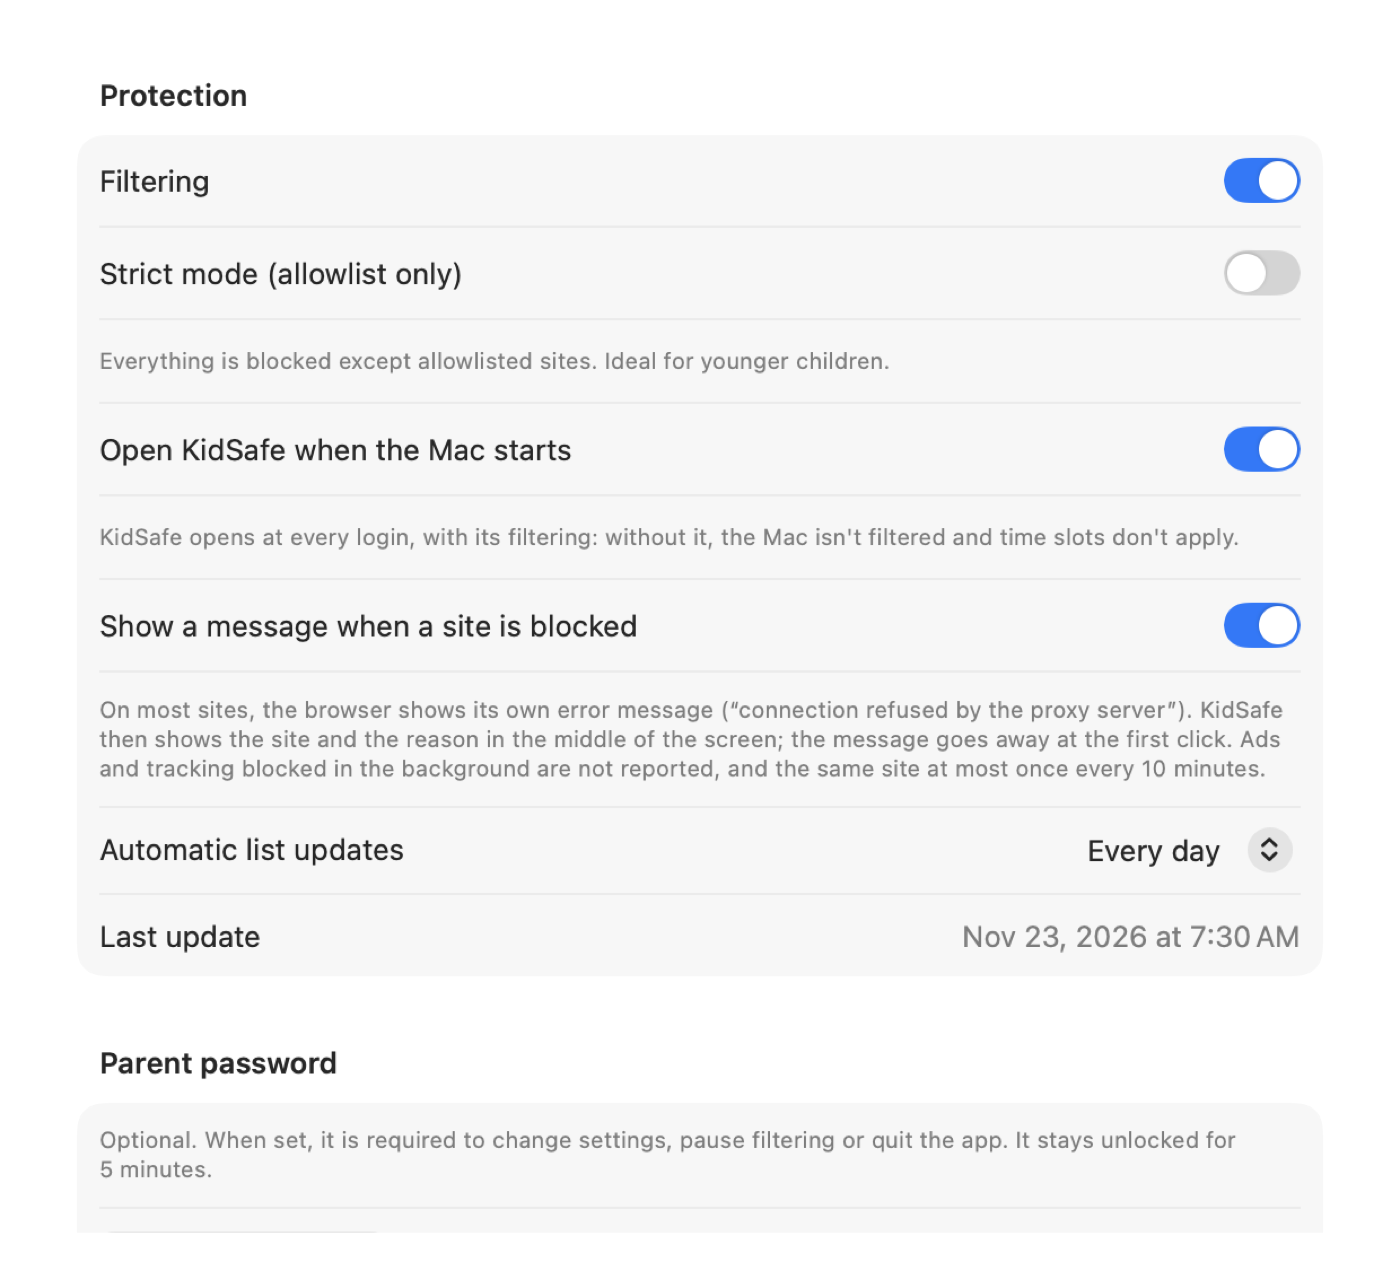 Protection
Filtering
Strict mode (allowlist only)
Everything is blocked except allowlisted sites. Ideal for younger children.
Open KidSafe when the Mac starts
KidSafe opens at every login, with its filtering: without it, the Mac isn't filtered and time slots don't apply.
Show a message when a site is blocked
On most sites, the browser shows its own error message (“connection refused by the proxy server”). KidSafe
then shows the site and the reason in the middle of the screen; the message goes away at the first click. Ads
and tracking blocked in the background are not reported, and the same site at most once every 10 minutes.
Automatic list updates Every day
Last update Nov 23, 2026 at 7:30 AM
Parent password
Optional. When set, it is required to change settings, pause filtering or quit the app. It stays unlocked for
5 minutes.